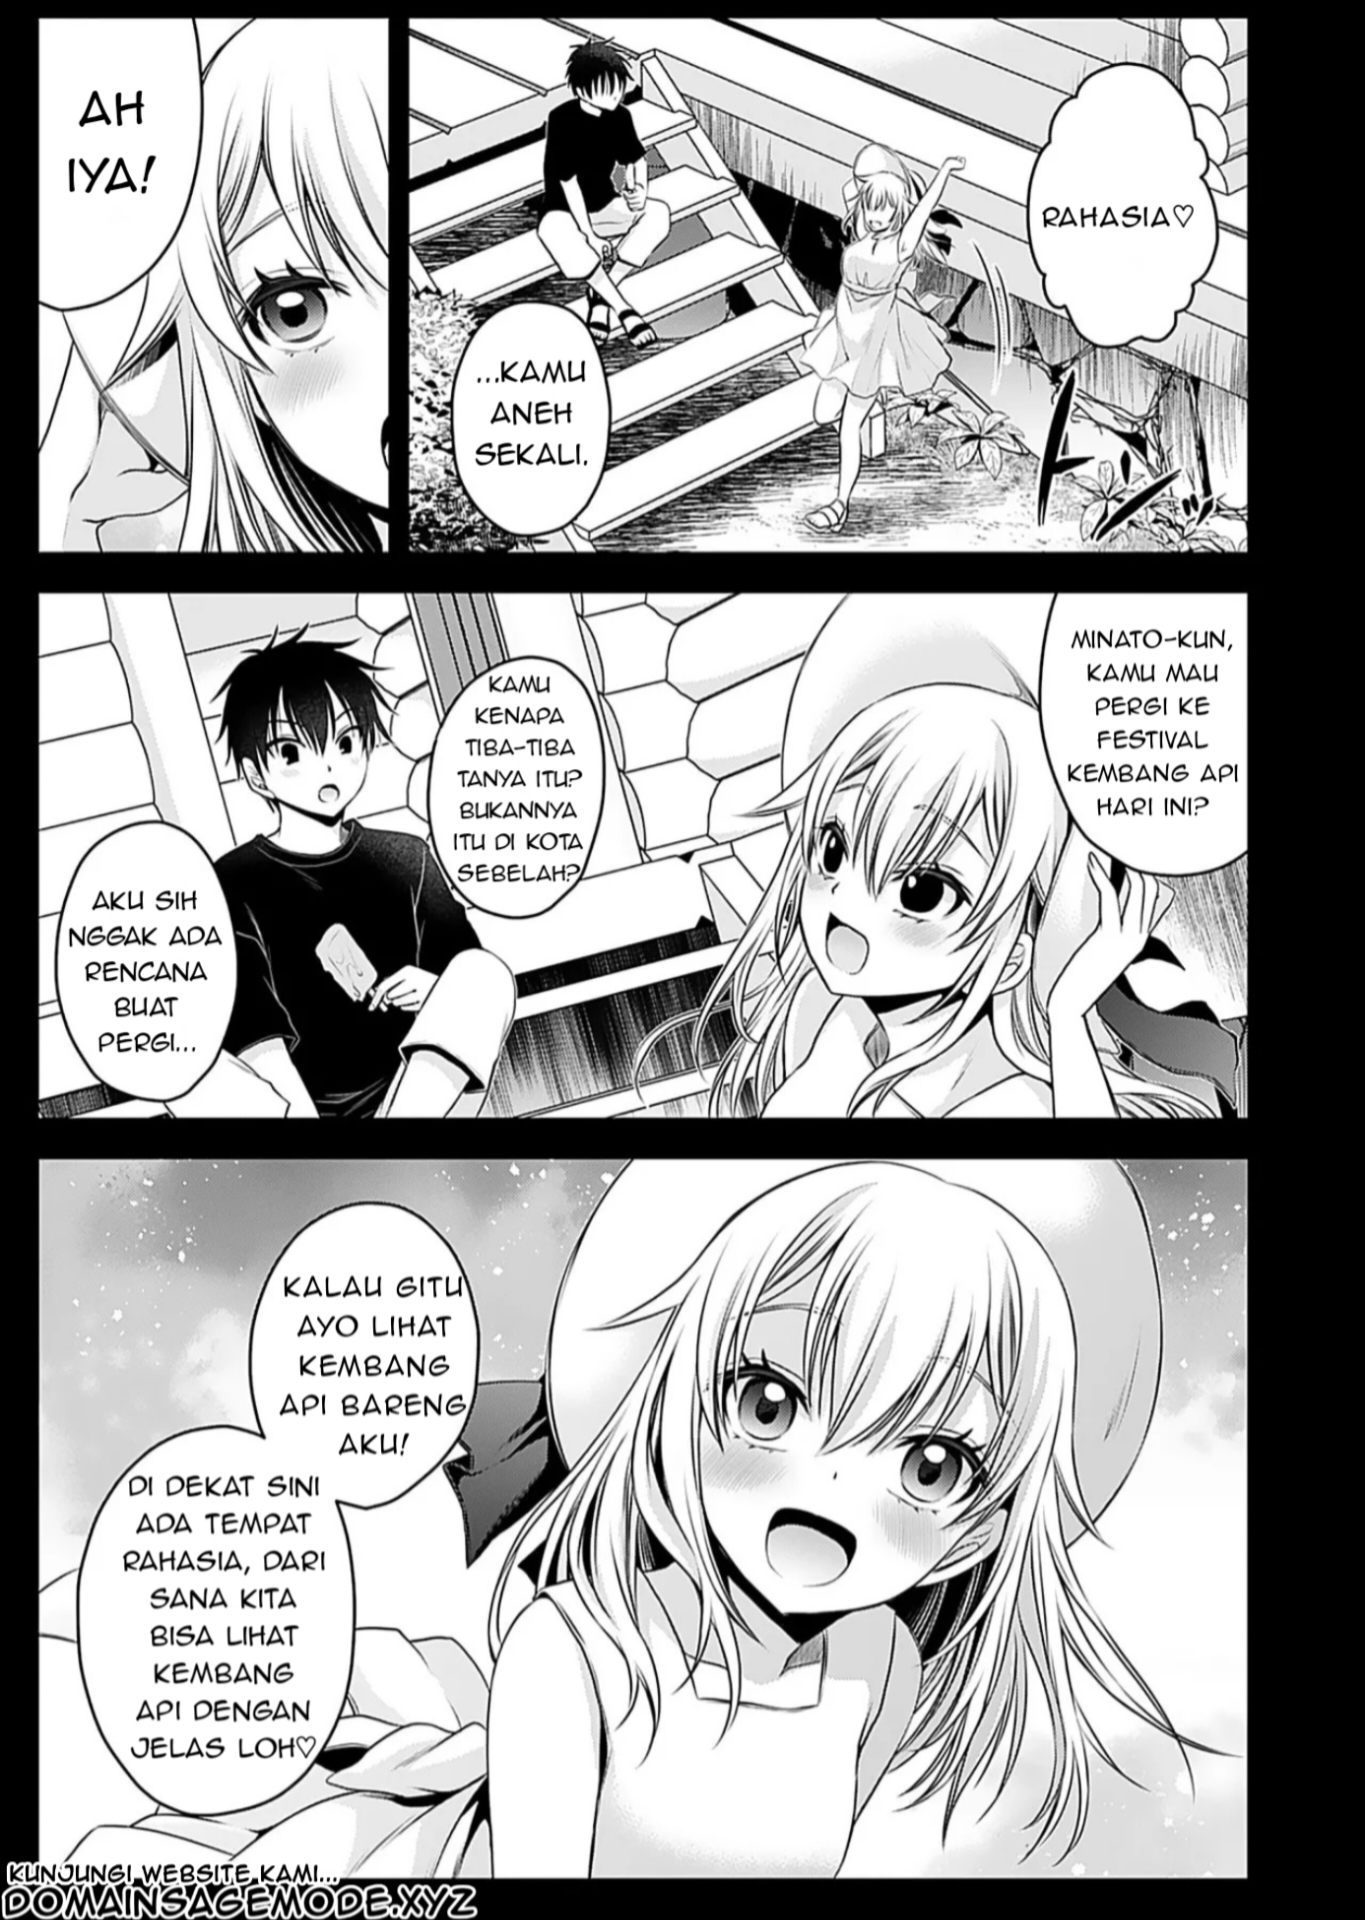 RAHASIA♡
...KAMU
ANEH
SEKALI.
AH
IYA!
MINATO-KUN,
KAMU MAU
PERGI KE
FESTIVAL
KEMBANG API
HARI INI?
KAMU
KENAPA
TIBA-TIBA
TANYA ITU?
BUKANNYA
ITU DI KOTA
SEBELAH?
AKU SIH
NGGAK ADA
RENCANA
BUAT
PERGI...
KALAU GITU
AYO LIHAT
KEMBANG
API BARENG
AKU!
DI DEKAT SINI
ADA TEMPAT
RAHASIA, DARI
SANA KITA
BISA LIHAT
KEMBANG
API DENGAN
JELAS LOH♡
KUNJUNGI WEBSITE KAMI...
DOMAINSAGEMODE.XYZ